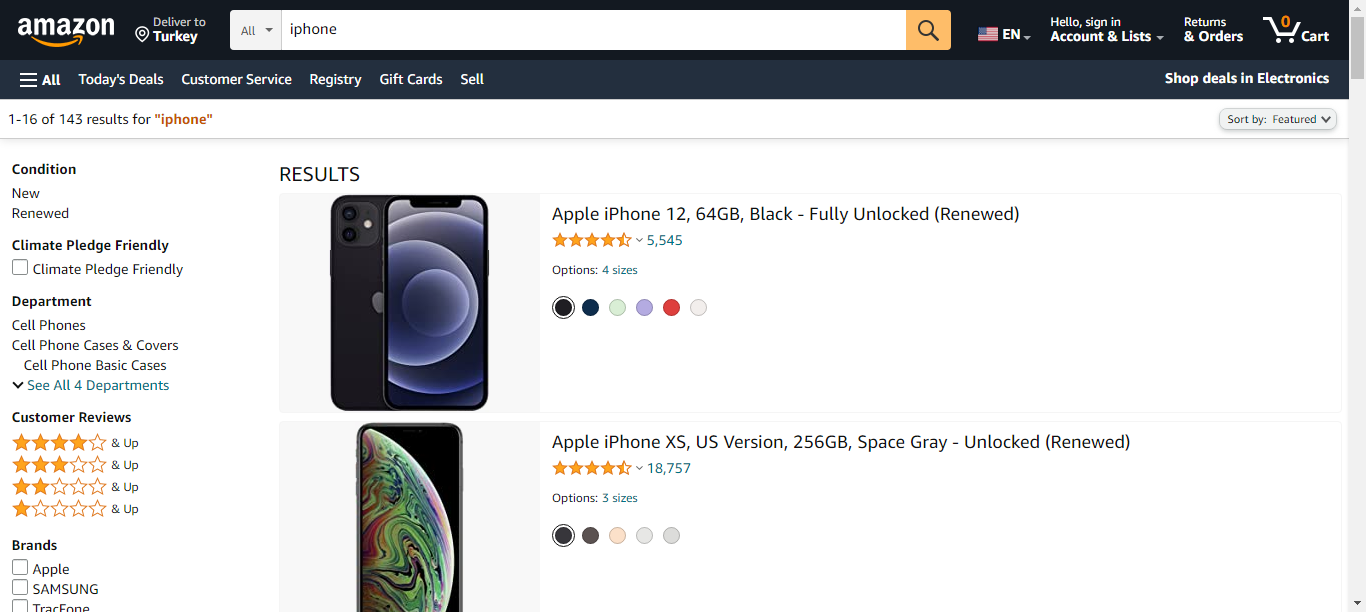 amazon
Deliver to
Turkey
All
iphone
EN
Hello, sign in
Account & Lists
Returns
& Orders
0
Cart
All
Today's Deals
Customer Service
Registry
Gift Cards
Sell
Shop deals in Electronics
1-16 of 143 results for "iphone"
Sort by: Featured
Condition
New
Renewed
Climate Pledge Friendly
Climate Pledge Friendly
Department
Cell Phones
Cell Phone Cases & Covers
Cell Phone Basic Cases
See All 4 Departments
Customer Reviews
& Up
& Up
& Up
& Up
Brands
Apple
SAMSUNG
TracFone
RESULTS
Apple iPhone 12, 64GB, Black - Fully Unlocked (Renewed)
5,545
Options: 4 sizes
Apple iPhone XS, US Version, 256GB, Space Gray - Unlocked (Renewed)
18,757
Options: 3 sizes